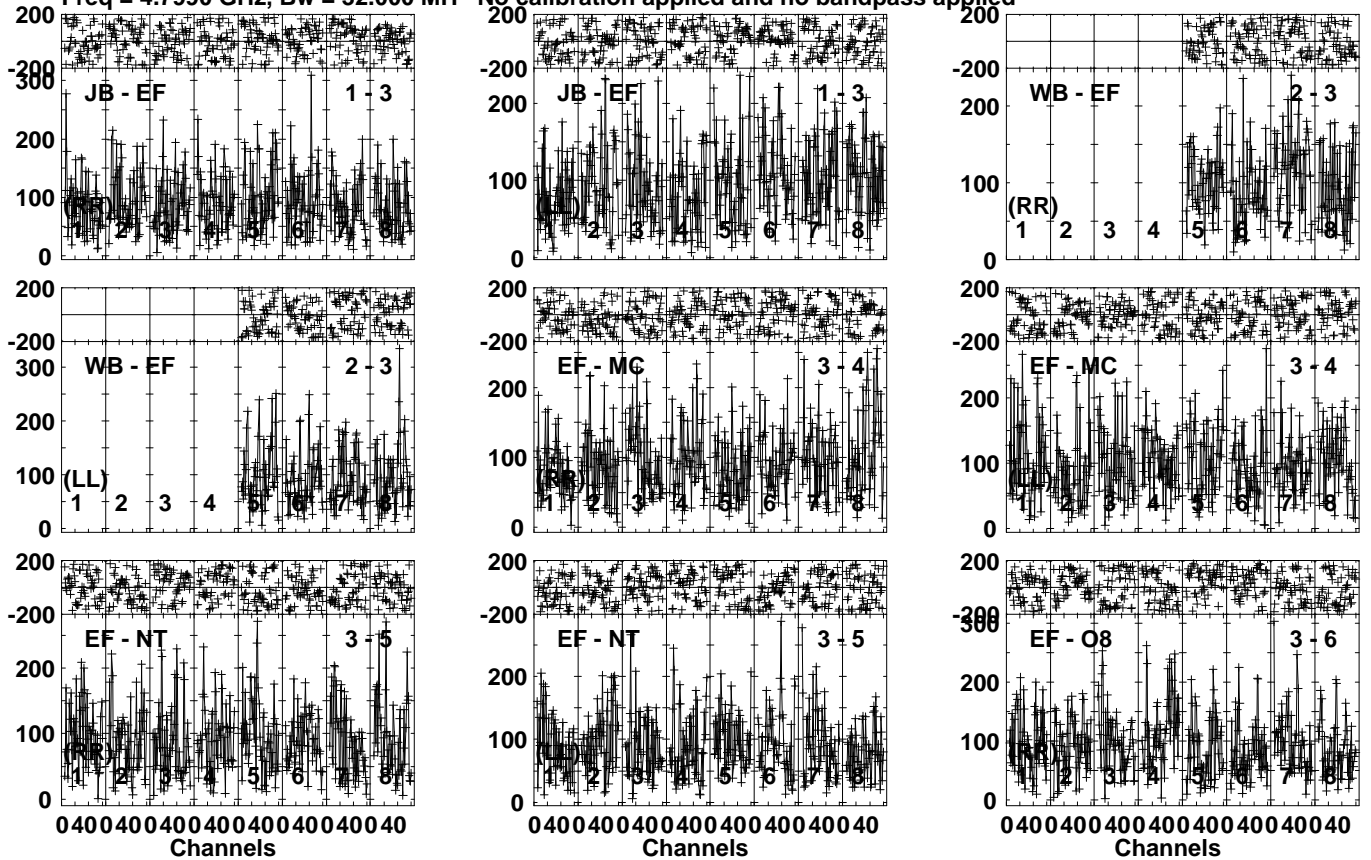 Freq = 4.7990 GHz, Bw = 32.000 MH No calibration applied and no bandpass applied
200 200 200
-200 -200 -200
300
JB - EF 1 - 3 JB - EF 1 - 3 WB - EF 2 - 3
200 200 200
100 100 100
(RR) (LL) (RR)
1 2 3 4 5 6 7 8 1 2 3 4 5 6 7 8 1 2 3 4 5 6 7 8
0 0 0
200 200 200
-200 -200 -200
WB - EF 2 - 3 EF - MC 3 - 4 EF - MC 3 - 4
300
200 200 200
100 100 100
(LL) (RR) (LL)
1 2 3 4 5 6 7 8 1 2 3 4 5 6 7 8 1 2 3 4 5 6 7 8
0 0 0
200 200 200
-200 -200 -200
300
EF - NT 3 - 5 EF - NT 3 - 5 EF - O8 3 - 6
200 200 200
100 100 100
(RR) (LL) (RR)
1 2 3 4 5 6 7 8 1 2 3 4 5 6 7 8 1 2 3 4 5 6 7 8
0 0 0
0 40 0 40 0 40 0 40 0 40 0 40 0 40 0 40 0 40 0 40 0 40 0 40 0 40 0 40 0 40 0 40 0 40 0 40 0 40 0 40 0 40 0 40 0 40 0 40
Channels Channels Channels